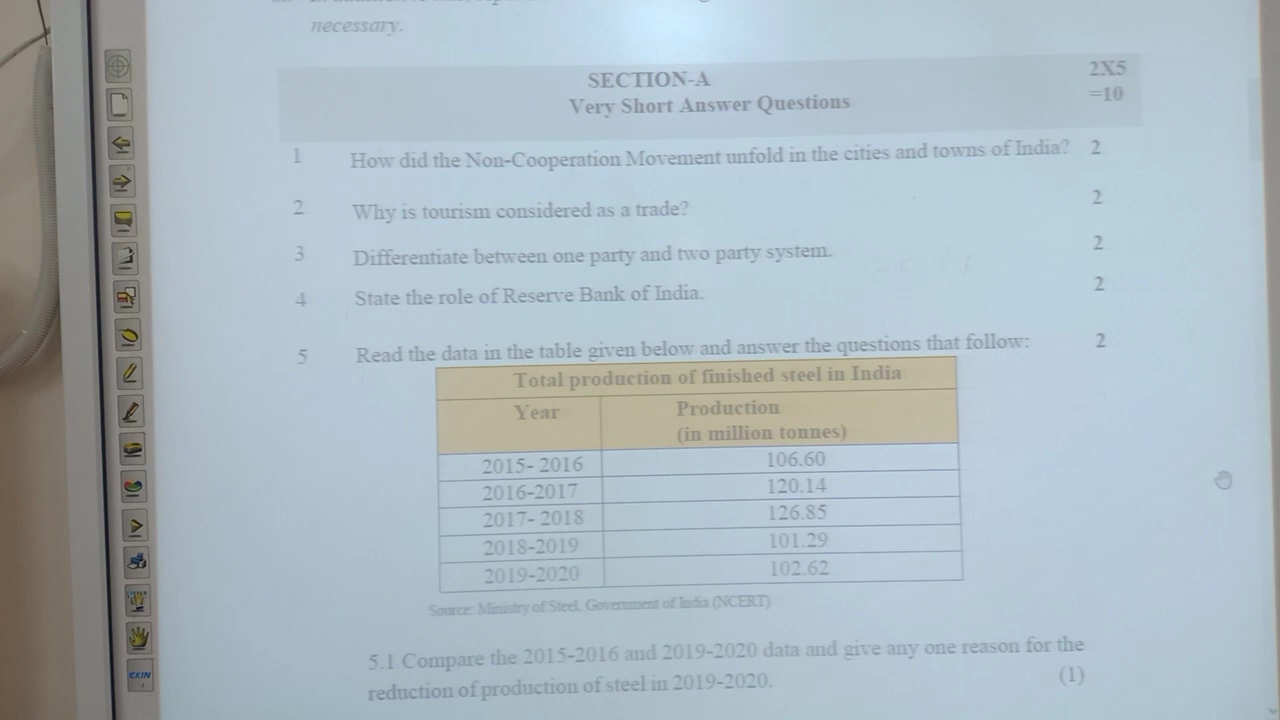 necessary.
SECTION-A
Very Short Answer Questions
2X5
=10
1 How did the Non-Cooperation Movement unfold in the cities and towns of India? 2
2 Why is tourism considered as a trade? 2
3 Differentiate between one party and two party system. 2
4 State the role of Reserve Bank of India. 2
5 Read the data in the table given below and answer the questions that follow: 2
Total production of finished steel in India
Year Production
(in million tonnes)
2015- 2016 106.60
2016-2017 120.14
2017- 2018 126.85
2018-2019 101.29
2019-2020 102.62
Source: Ministry of Steel, Government of India (NCERT)
5.1 Compare the 2015-2016 and 2019-2020 data and give any one reason for the
reduction of production of steel in 2019-2020. (1)